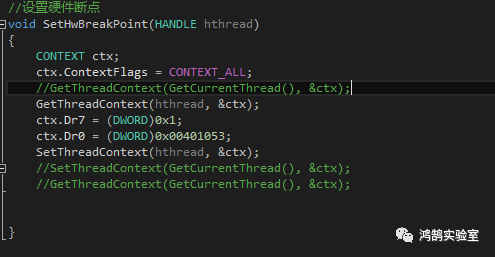 //设置硬件断点
void SetHwBreakPoint(HANDLE hthread)
{
CONTEXT ctx;
ctx.ContextFlags = CONTEXT_ALL;
//GetThreadContext(GetCurrentThread(), &ctx);
GetThreadContext(hthread, &ctx);
ctx.Dr7 = (DWORD)0x1;
ctx.Dr0 = (DWORD)0x00401053;
SetThreadContext(hthread, &ctx);
//SetThreadContext(GetCurrentThread(), &ctx);
//GetThreadContext(GetCurrentThread(), &ctx);
}
鸿鹄实验室